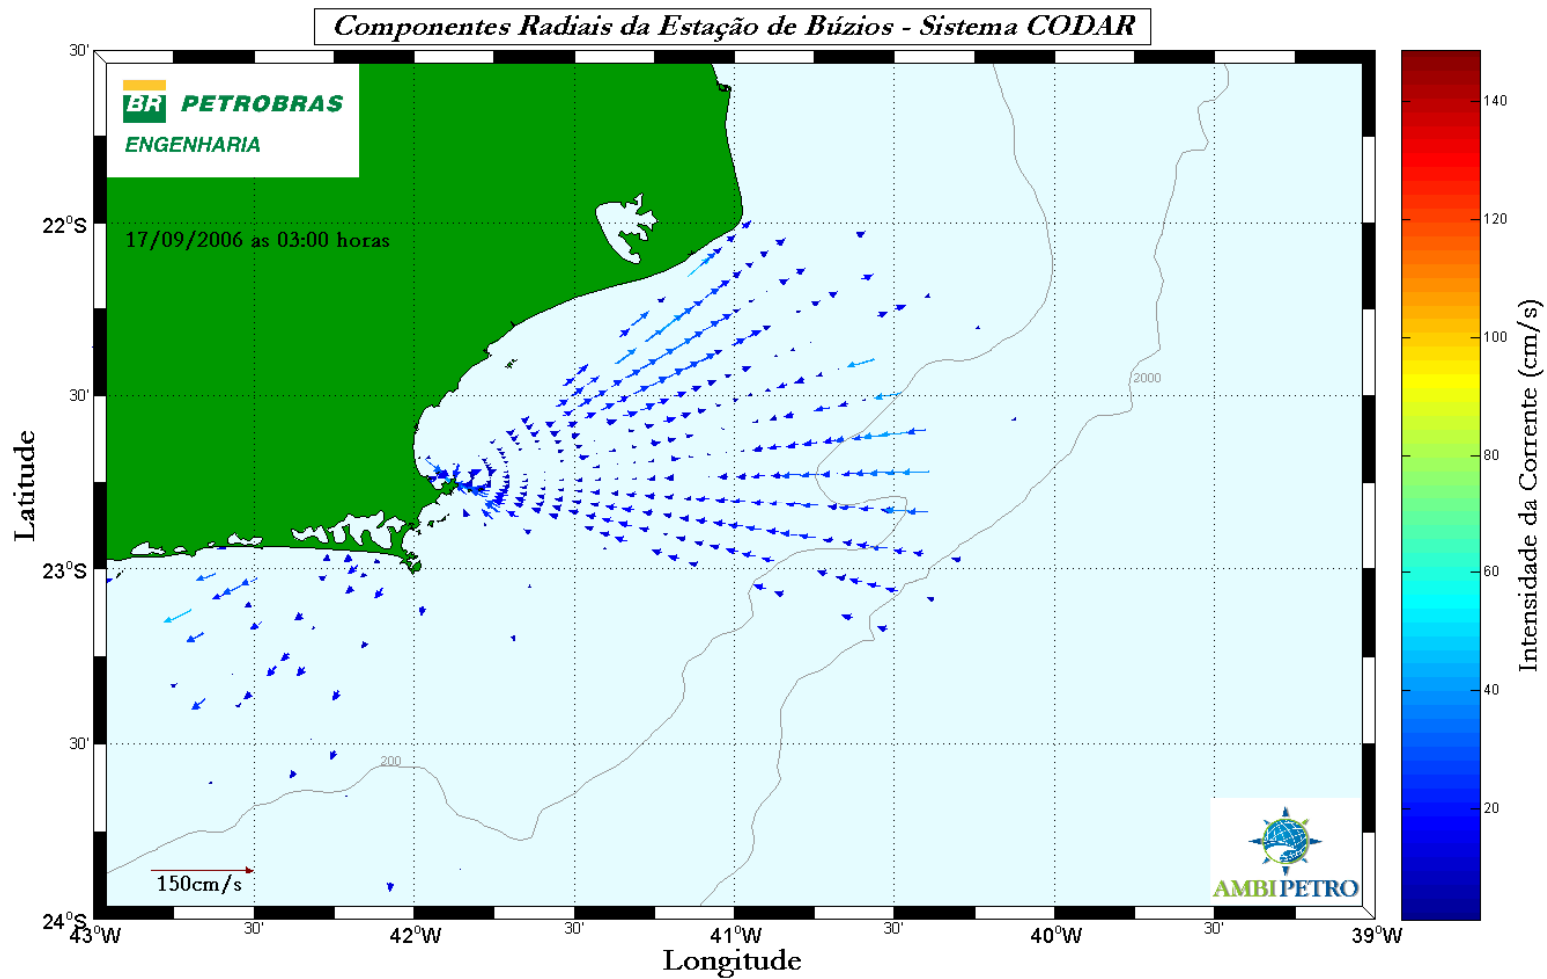 Componentes Radiais da Estação de Búzios - Sistema CODAR
30'
BR PETROBRAS
ENGENHARIA
140
120
22°S
17/09/2006 as 03:00 horas
100
2000
30'
80
Latitude
Intensidade da Corrente (cm/s)
60
23°S
40
30'
200
20
150cm/s
AMBIPETRO
24°S
43°W
30'
42°W
30'
41°W
30'
40°W
30'
39°W
Longitude